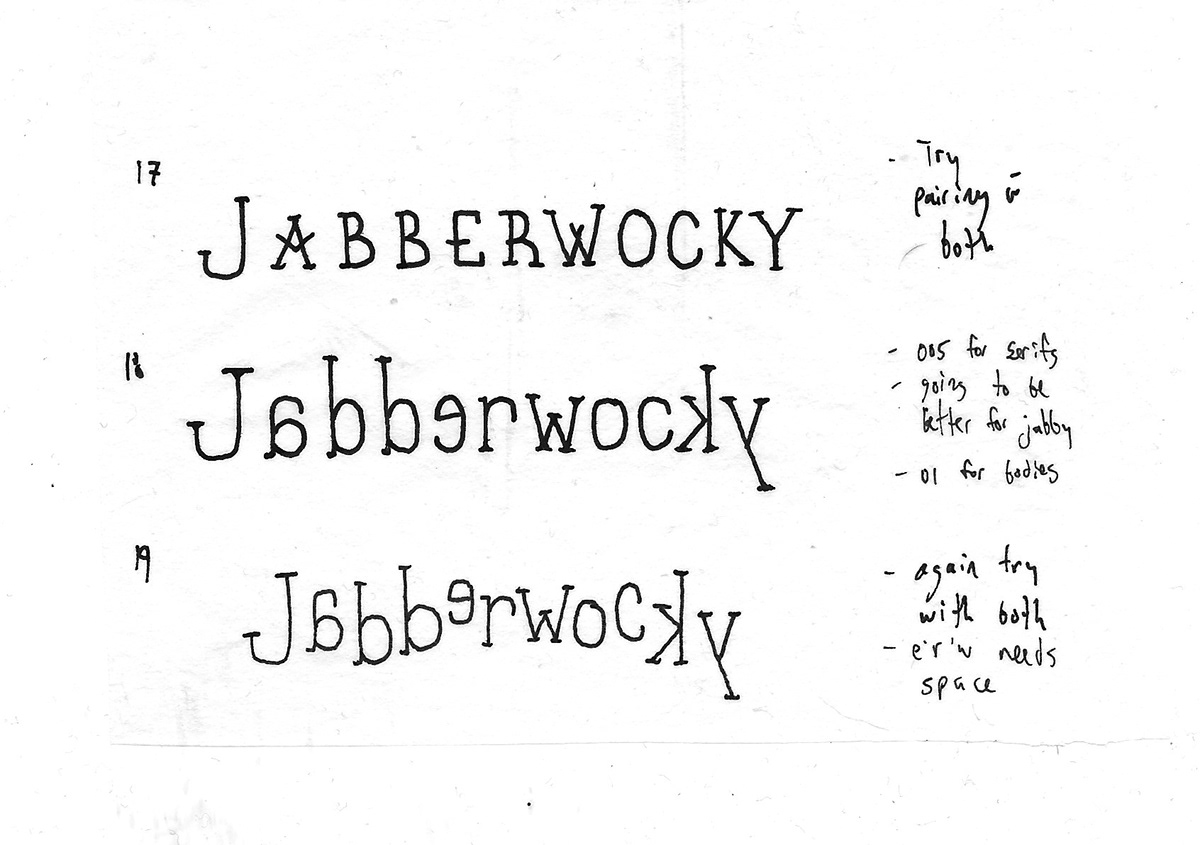 17
JABBERWOCKY
- Try
pairing w
both
18
Jabberwocky
- 005 for serifs
- going to be
better for jabby
- 01 for bodies
19
Jabberwocky
- again try
with both
- e'r'w needs
space